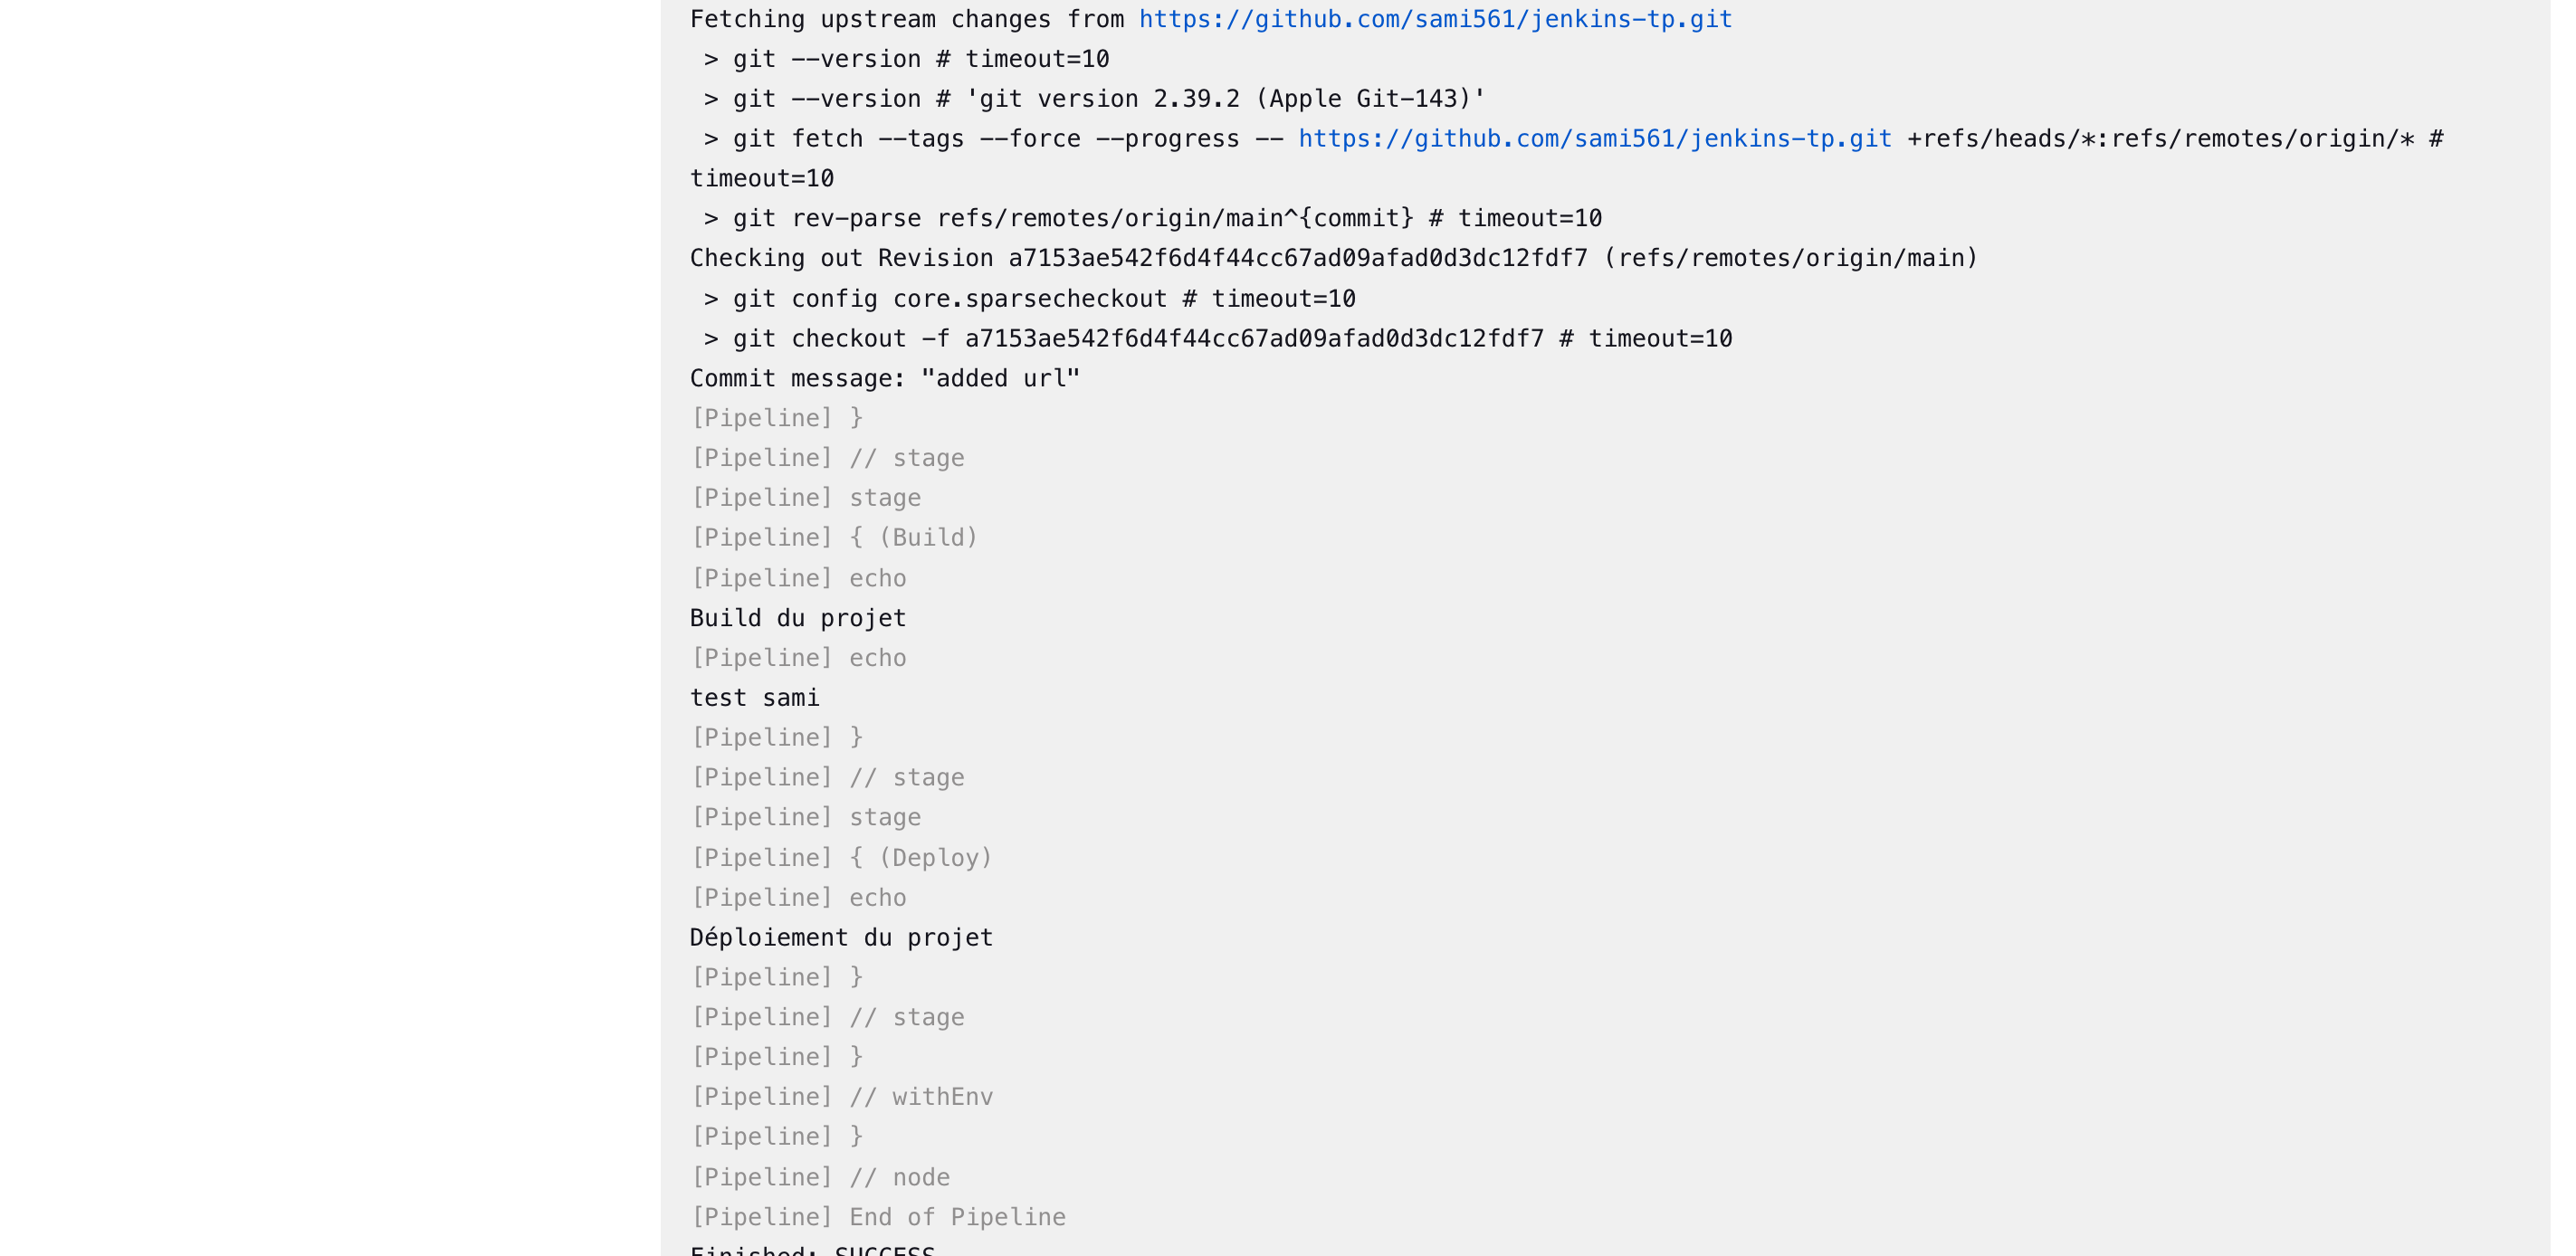 Fetching upstream changes from https://github.com/sami561/jenkins-tp.git
 > git --version # timeout=10
 > git --version # 'git version 2.39.2 (Apple Git-143)'
 > git fetch --tags --force --progress -- https://github.com/sami561/jenkins-tp.git +refs/heads/*:refs/remotes/origin/* #
timeout=10
 > git rev-parse refs/remotes/origin/main^{commit} # timeout=10
Checking out Revision a7153ae542f6d4f44cc67ad09afad0d3dc12fdf7 (refs/remotes/origin/main)
 > git config core.sparsecheckout # timeout=10
 > git checkout -f a7153ae542f6d4f44cc67ad09afad0d3dc12fdf7 # timeout=10
Commit message: "added url"
[Pipeline] }
[Pipeline] // stage
[Pipeline] stage
[Pipeline] { (Build)
[Pipeline] echo
Build du projet
[Pipeline] echo
test sami
[Pipeline] }
[Pipeline] // stage
[Pipeline] stage
[Pipeline] { (Deploy)
[Pipeline] echo
Déploiement du projet
[Pipeline] }
[Pipeline] // stage
[Pipeline] }
[Pipeline] // withEnv
[Pipeline] }
[Pipeline] // node
[Pipeline] End of Pipeline
Finished: SUCCESS